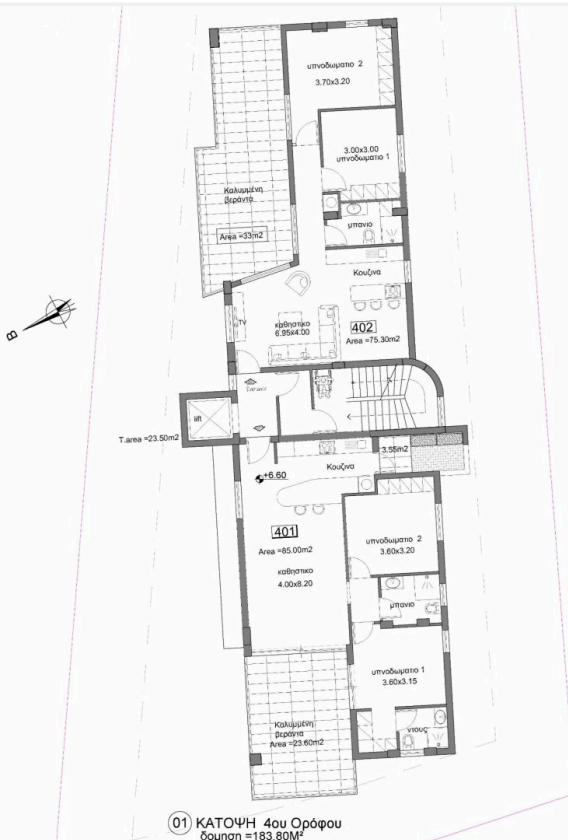 υπνοδωματιο 2
3.70x3.20
3.00x3.00
υπνοδωματιο 1
Καλυμμένη
βεράντα
Area =33m2
μπανιο
Κουζινα
TV
καθηστικο
6.95x4.00
402
Area =75.30m2
B
Entrance
lift
T.area =23.50m2
3.55m2
Κουζινα
+6.60
401
Area =85.00m2
καθηστικο
4.00x8.20
υπνοδωματιο 2
3.60x3.20
μπανιο
υπνοδωματιο 1
3.60x3.15
ντους
Καλυμμένη
βεράντα
Area =23.60m2
01 ΚΑΤΟΨΗ 4ου Ορόφου
δομηση =183.80M²